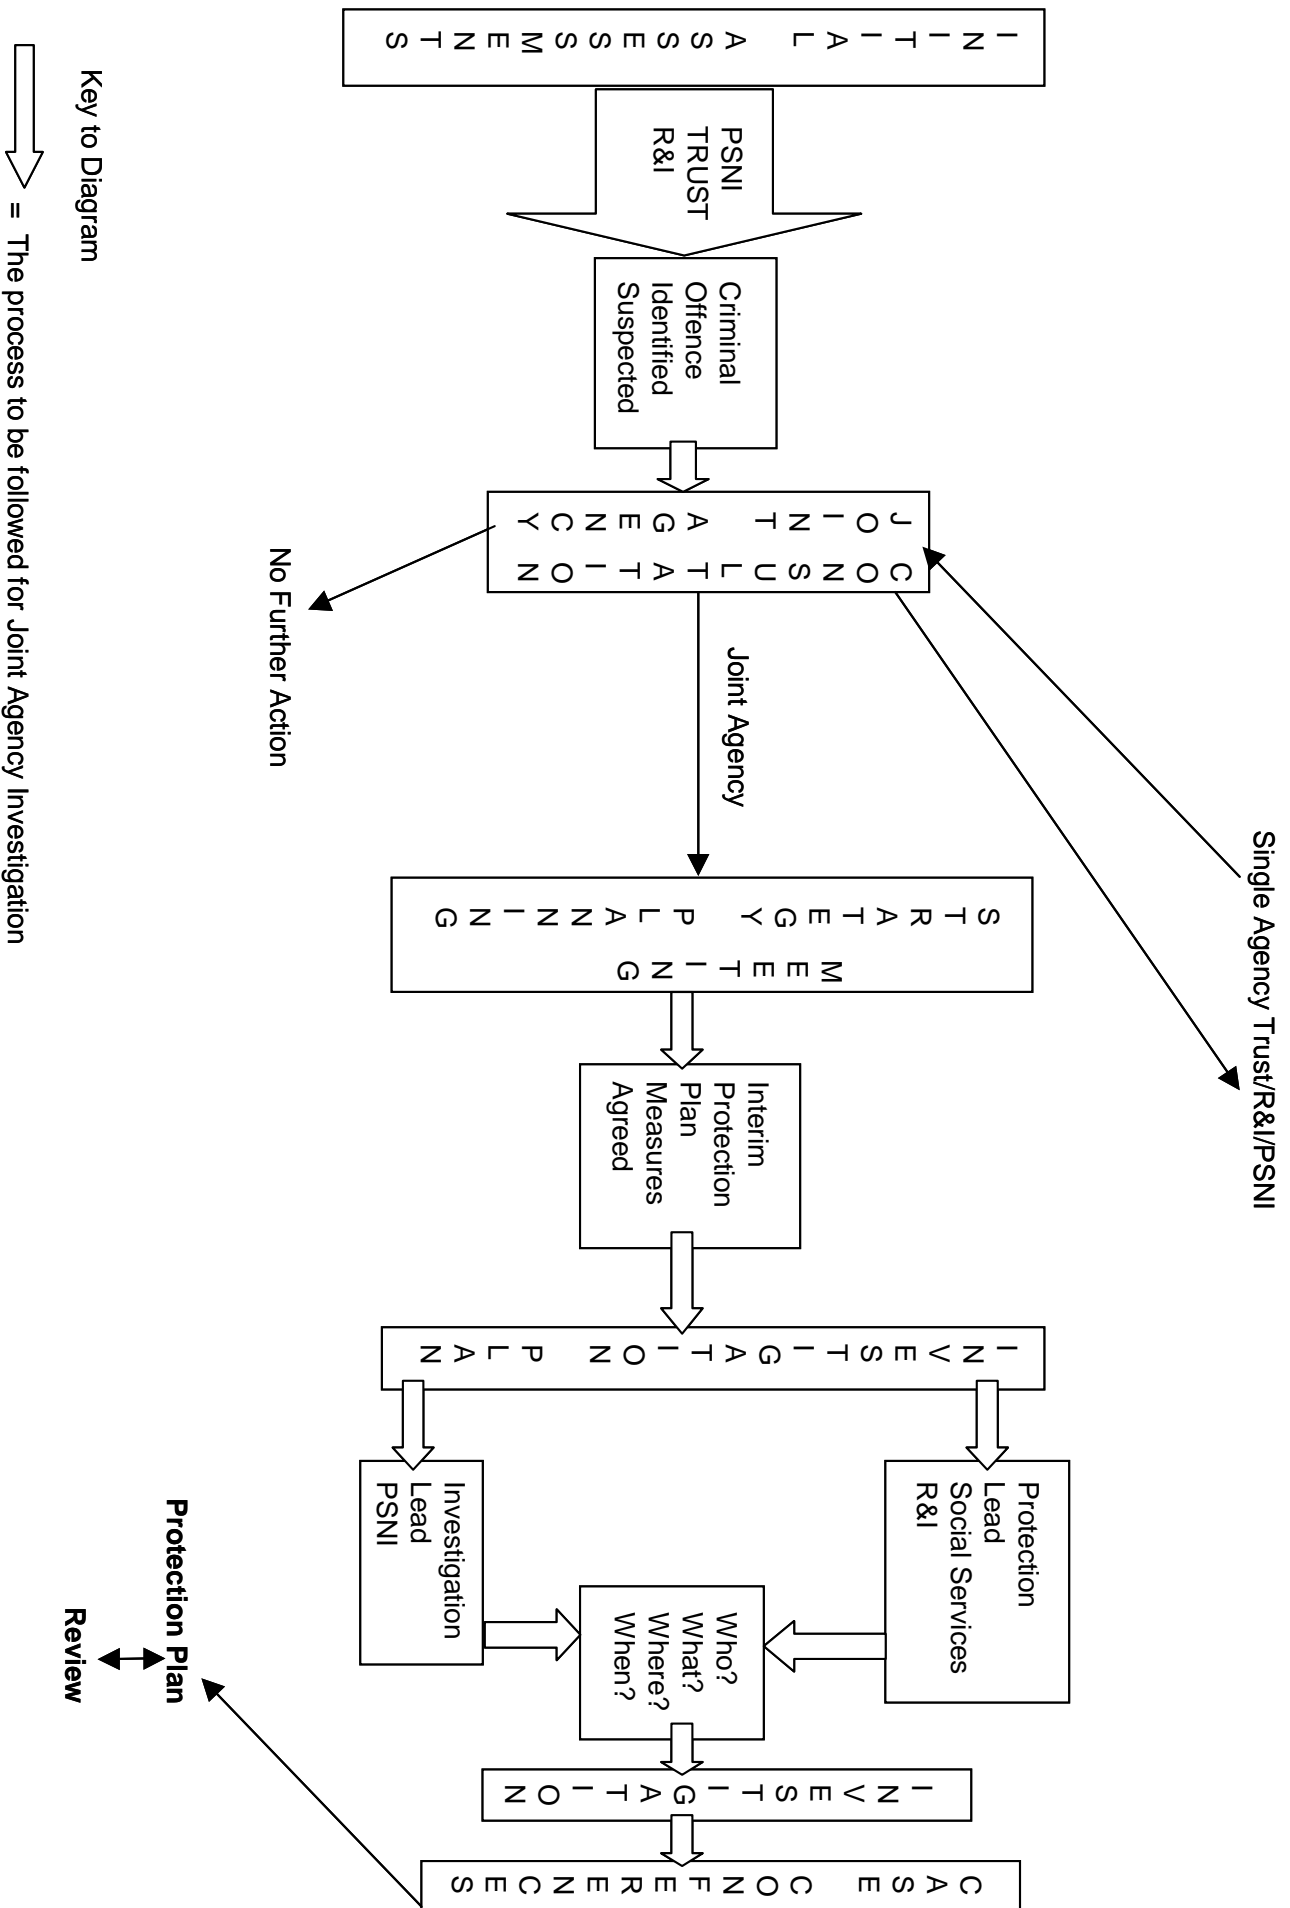 Single Agency Trust/R&I/PSNI
INITIAL ASSESSMENTS
PSNI
TRUST
R&I
Criminal
Offence
Identified
Suspected
JOINT AGENCY
CONSULTATION
Joint Agency
No Further Action
STRATEGY PLANNING
MEETING
Interim
Protection
Plan
Measures
Agreed
INVESTIGATION PLAN
Protection
Lead
Social Services
R&I
Investigation
Lead
PSNI
Who?
What?
Where?
When?
INVESTIGATION
CASE CONFERENCES
Protection Plan
Review
Key to Diagram
= The process to be followed for Joint Agency Investigation